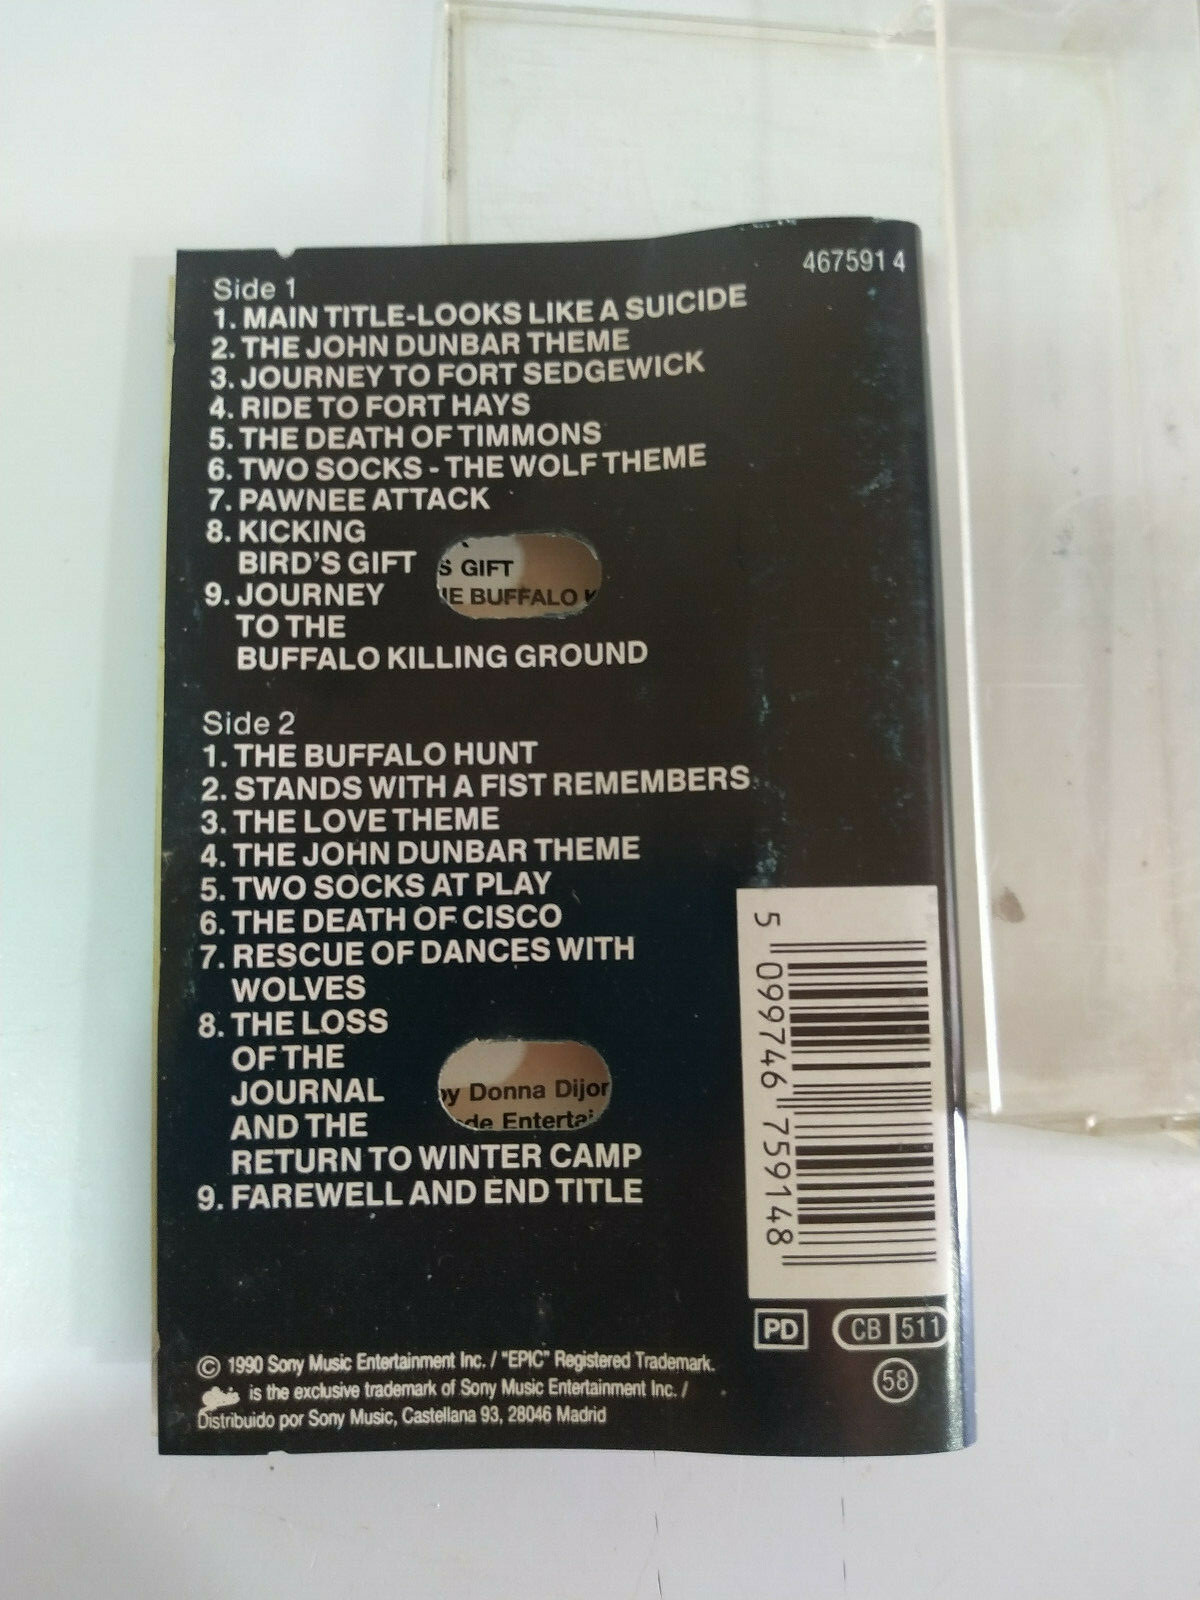 4675914
Side 1
1. MAIN TITLE-LOOKS LIKE A SUICIDE
2. THE JOHN DUNBAR THEME
3. JOURNEY TO FORT SEDGEWICK
4. RIDE TO FORT HAYS
5. THE DEATH OF TIMMONS
6. TWO SOCKS - THE WOLF THEME
7. PAWNEE ATTACK
8. KICKING
BIRD'S GIFT
S GIFT
9. JOURNEY
BUFFALO
TO THE
BUFFALO KILLING GROUND
Side 2
1. THE BUFFALO HUNT
2. STANDS WITH A FIST REMEMBERS
3. THE LOVE THEME
4. THE JOHN DUNBAR THEME
5. TWO SOCKS AT PLAY
6. THE DEATH OF CISCO
7. RESCUE OF DANCES WITH
WOLVES
8. THE LOSS
OF THE
JOURNAL
AND THE
RETURN TO WINTER CAMP
9. FAREWELL AND END TITLE
Donna Dijor
5 099746 759148
PD
CB 511
58
© 1990 Sony Music Entertainment Inc. / "EPIC" Registered Trademark.
is the exclusive trademark of Sony Music Entertainment Inc. /
Distribuido por Sony Music, Castellana 93, 28046 Madrid